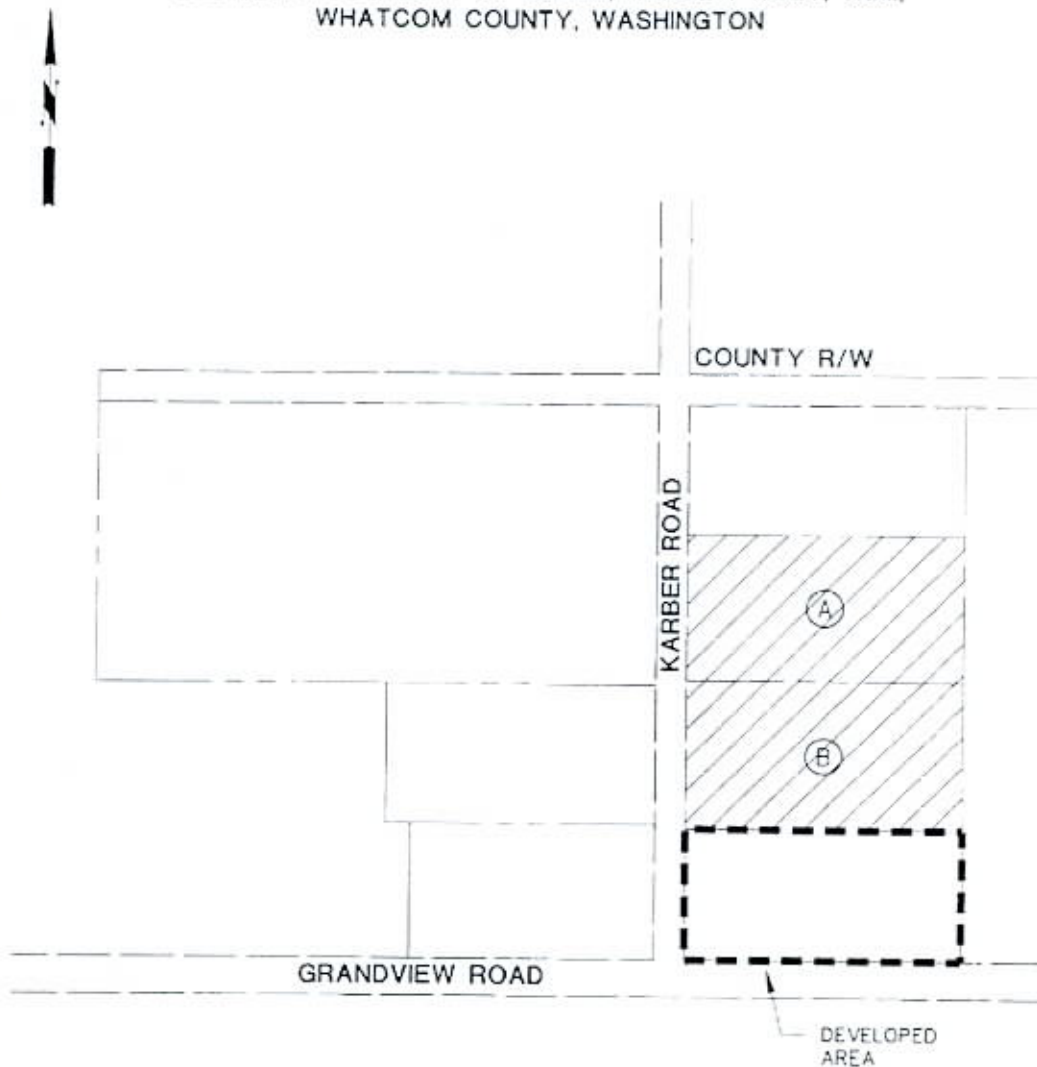 WHATCOM COUNTY, WASHINGTON
N
COUNTY R/W
KARBER ROAD
A
B
GRANDVIEW ROAD
DEVELOPED
AREA